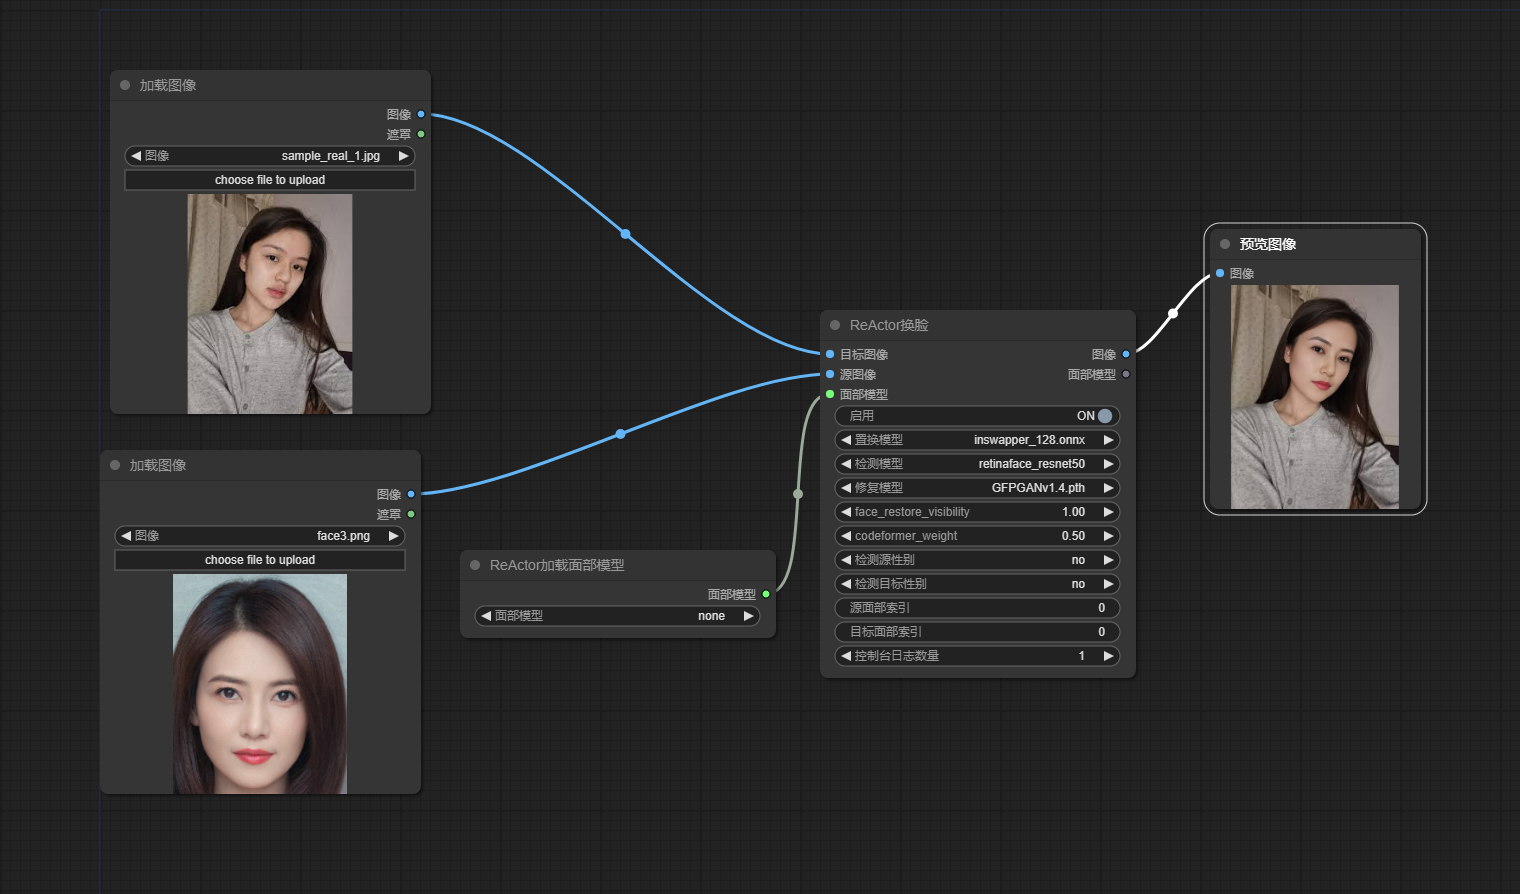 加载图像
图像
遮罩
图像 sample_real_1.jpg
choose file to upload
加载图像
图像
遮罩
图像 face3.png
choose file to upload
ReActor加载面部模型
面部模型
面部模型 none
ReActor换脸
目标图像 图像
源图像 面部模型
面部模型
启用 ON
置换模型 inswapper_128.onnx
检测模型 retinaface_resnet50
修复模型 GFPGANv1.4.pth
face_restore_visibility 1.00
codeformer_weight 0.50
检测源性别 no
检测目标性别 no
源面部索引 0
目标面部索引 0
控制台日志数量 1
预览图像
图像